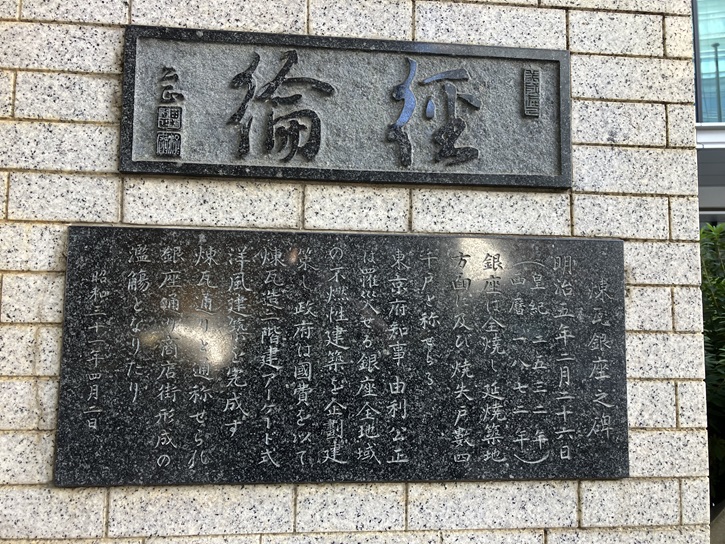 經綸
公正
煉瓦銀座之碑
明治五年二月二十六日
(皇紀二五三二年
西暦一八七二年)
銀座は全焼し延焼築地
方面に及び焼失戸数四
千戸と称せらる
東京府知事由利公正
は罹災せる銀座全地域
の不燃性建築を企劃建
築し政府は國費を以て
煉瓦造二階建アーケード式
洋風建築を完成す
煉瓦通りと通称せられ
銀座通り商店街形成の
濫觴となりたり
昭和三十一年四月二日